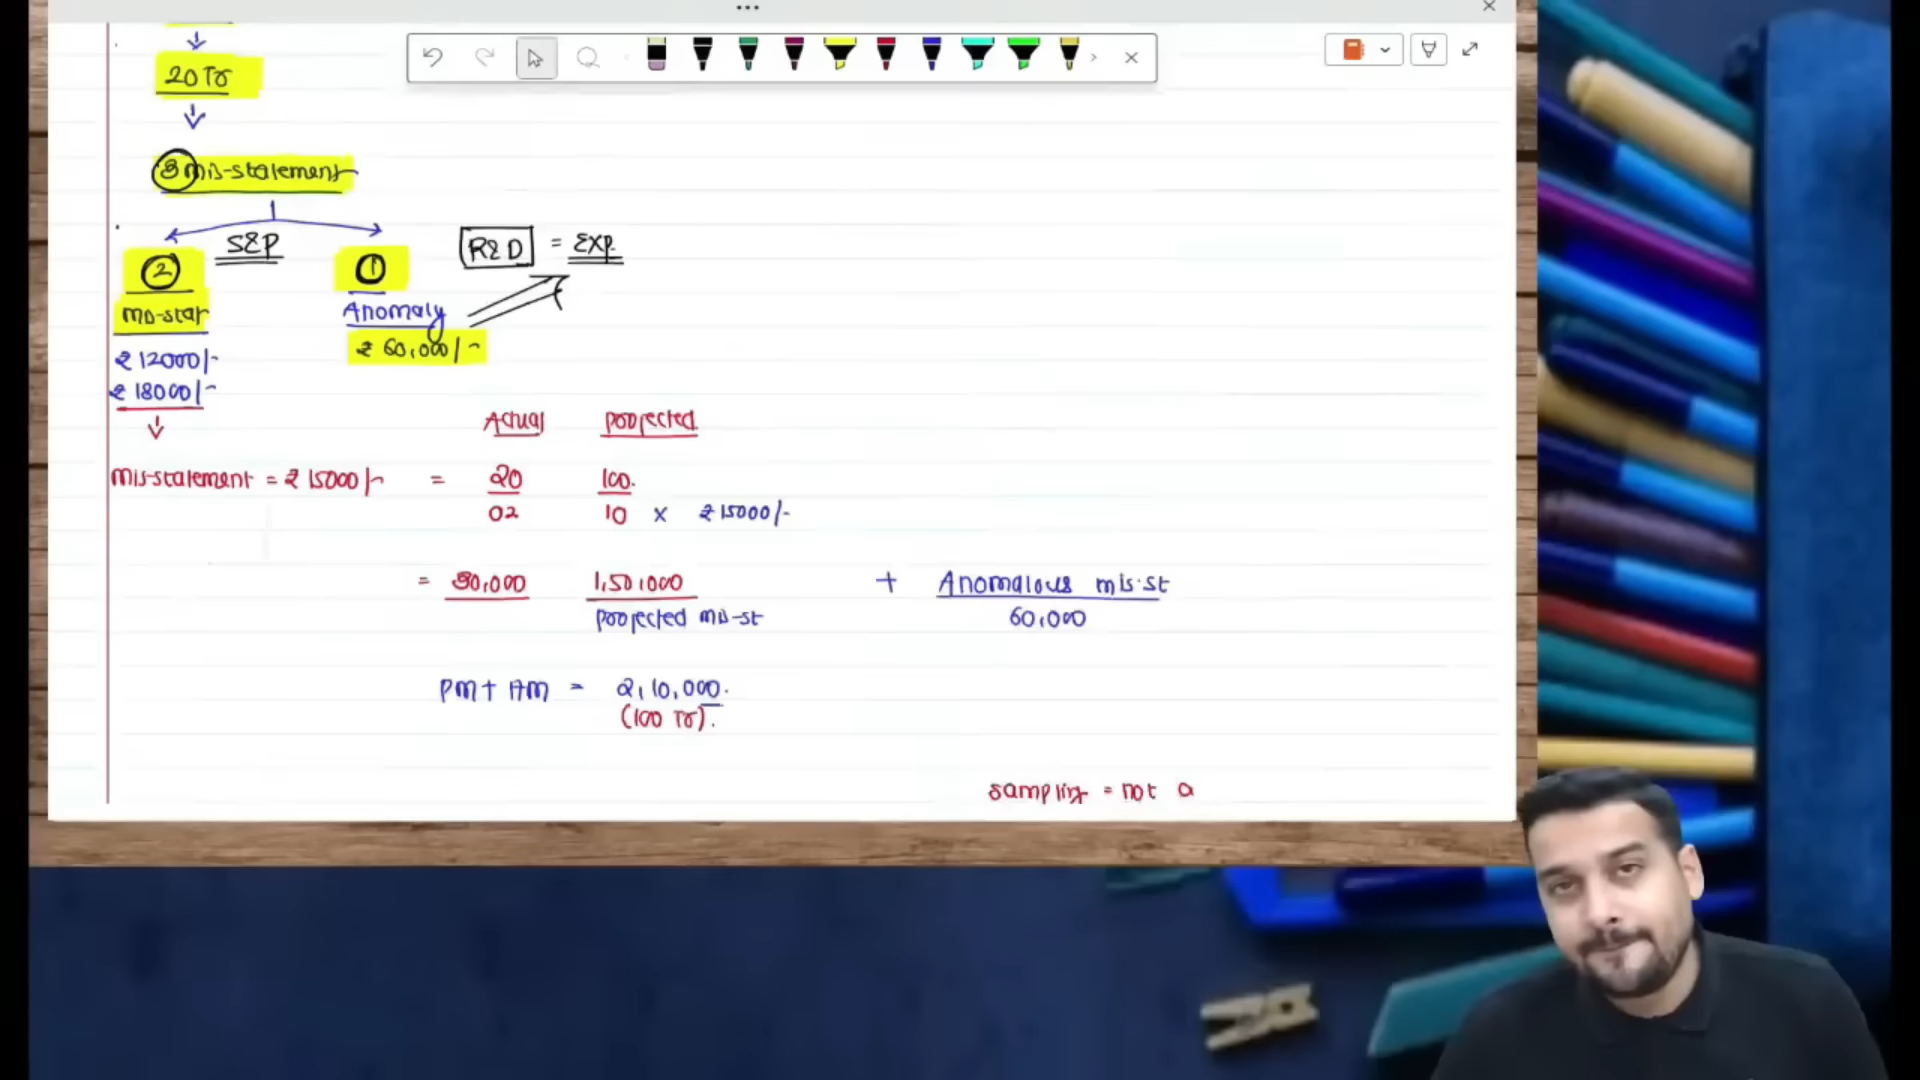 20 Tr
3 mis-statement
S&P
2
1
R&D = Exp.
mis-stat
Anomaly
₹ 60,000/-
₹ 12000/-
₹ 18000/-
Actual projected
mis-statement = ₹ 15000/- = 20 100.
02 10 x ₹ 15000/-
= 30,000 1,50,000 + Anomalous mis.st
projected mis-st 60,000
PM + AM = 2,10,000.
(100 Tr).
sampling = not a